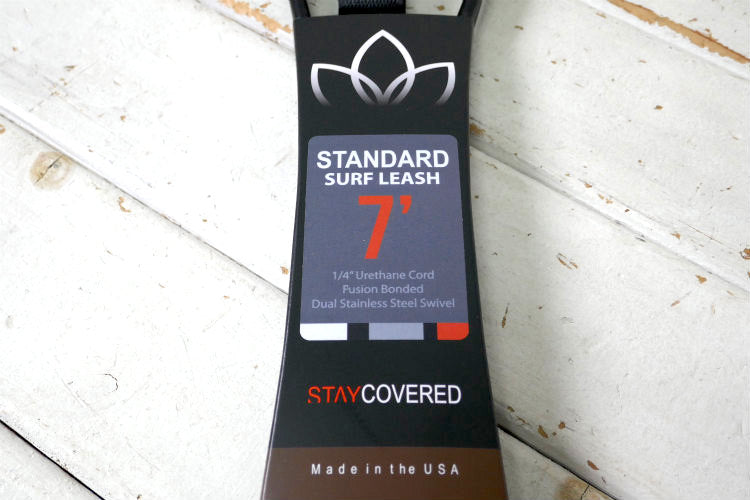 STANDARD
SURF LEASH
7'
1/4" Urethane Cord
Fusion Bonded
Dual Stainless Steel Swivel
STAYCOVERED
Made in the USA